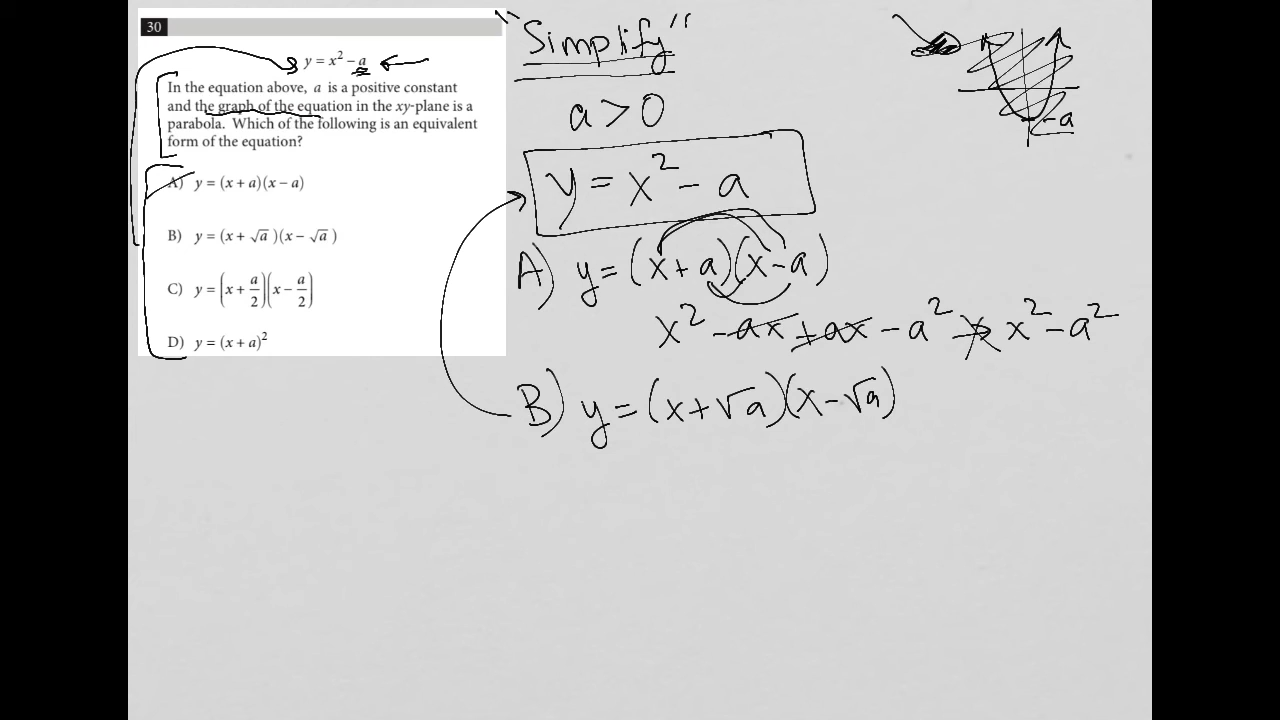 30
y = x² − a
In the equation above, a is a positive constant
and the graph of the equation in the xy-plane is a
parabola. Which of the following is an equivalent
form of the equation?
A) y = (x + a)(x − a)
B) y = (x + √a)(x − √a)
C) y = (x + a/2)(x − a/2)
D) y = (x + a)²
"Simplify"
a > 0
y = x² − a
A) y = (x + a)(x − a)
x² − ax + ax − a² → x² − a²
B) y = (x + √a)(x − √a)
−a